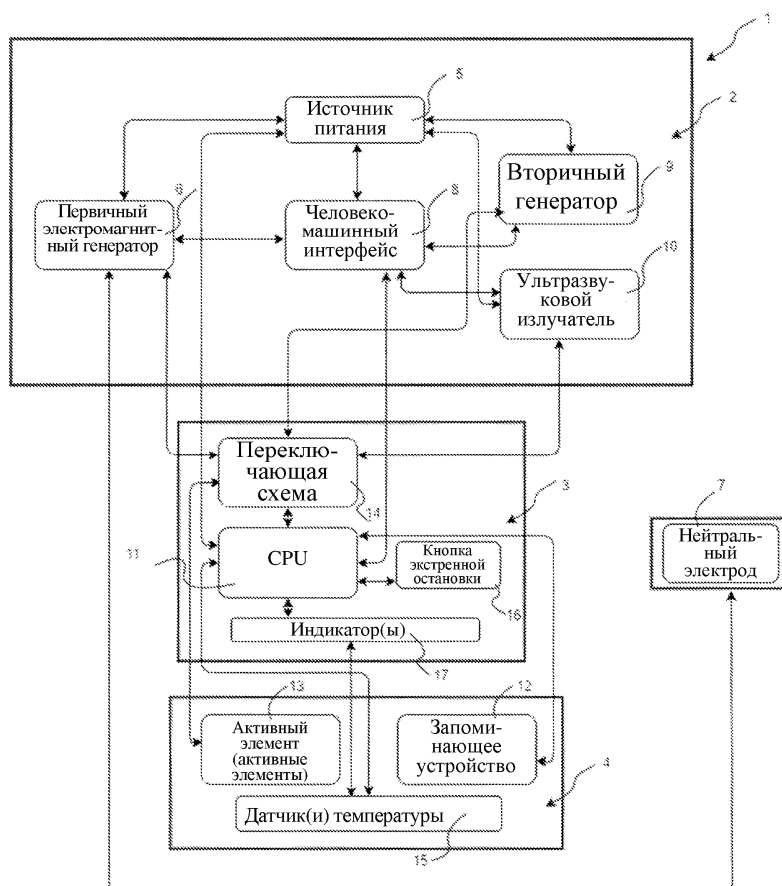 1
5
Источник
питания
2
6
Первичный
электромагнит-
ный генератор
8
Человеко-
машинный
интерфейс
Вторичный
генератор
9
10
Ультразву-
ковой
излучатель
Переклю-
чающая
схема
14
3
7
Нейтраль-
ный
электрод
11
CPU
Кнопка
экстренной
остановки
16
Индикатор(ы)
17
13
Активный
элемент
(активные
элементы)
12
Запоми-
нающее
устройство
4
Датчик(и) температуры
15